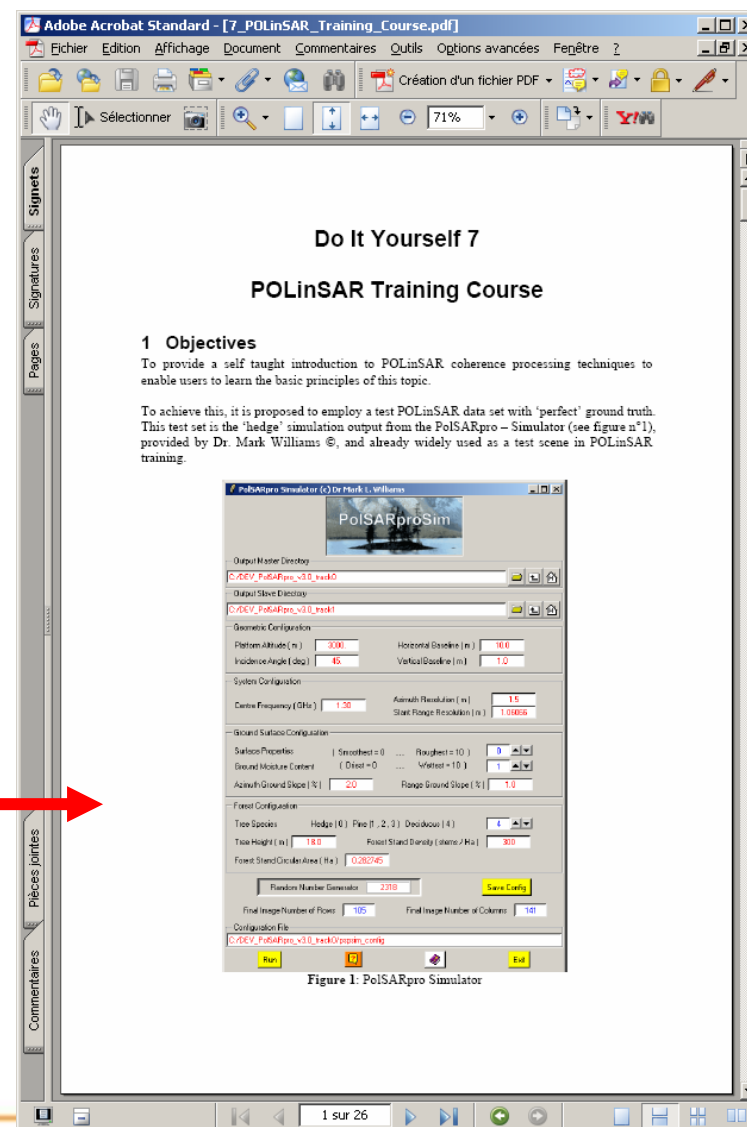 Adobe Acrobat Standard - [7_POLinSAR_Training_Course.pdf]
Fichier Edition Affichage Document Commentaires Outils Options avancées Fenêtre ?
Création d'un fichier PDF
Sélectionner 71% Y!
Signets
Signatures
Pages
Pièces jointes
Commentaires
Do It Yourself 7
POLinSAR Training Course
1 Objectives
To provide a self taught introduction to POLinSAR coherence processing techniques to
enable users to learn the basic principles of this topic.
To achieve this, it is proposed to employ a test POLinSAR data set with ‘perfect’ ground truth.
This test set is the ‘hedge’ simulation output from the PolSARpro – Simulator (see figure n°1),
provided by Dr. Mark Williams ©, and already widely used as a test scene in POLinSAR
training.
PolSARpro Simulator (c) Dr Mark L. Williams
PolSARproSim
Output Master Directory
C:/DEV_PolSARpro_v3.0_track0
Output Slave Directory
C:/DEV_PolSARpro_v3.0_track1
Geometric Configuration
Platform Altitude ( m ) 3000. Horizontal Baseline ( m ) 10.0
Incidence Angle ( deg ) 45. Vertical Baseline ( m ) 1.0
System Configuration
Centre Frequency ( GHz ) 1.30
Azimuth Resolution ( m ) 1.5
Slant Range Resolution ( m ) 1.06066
Ground Surface Configuration
Surface Properties ( Smoothest = 0 .... Roughest = 10 ) 0
Ground Moisture Content ( Driest = 0 .... Wettest = 10 ) 1
Azimuth Ground Slope ( % ) 2.0 Range Ground Slope ( % ) 1.0
Forest Configuration
Tree Species Hedge ( 0 ) Pine (1 , 2 , 3 ) Deciduous ( 4 ) 4
Tree Height ( m ) 18.0 Forest Stand Density ( stems / Ha ) 300
Forest Stand Circular Area ( Ha ) 0.282745
Random Number Generator 2318 Save Config
Final Image Number of Rows 105 Final Image Number of Columns 141
Configuration File
C:/DEV_PolSARpro_v3.0_track0/pspsim_config
Run ? Exit
Figure 1: PolSARpro Simulator
1 sur 26